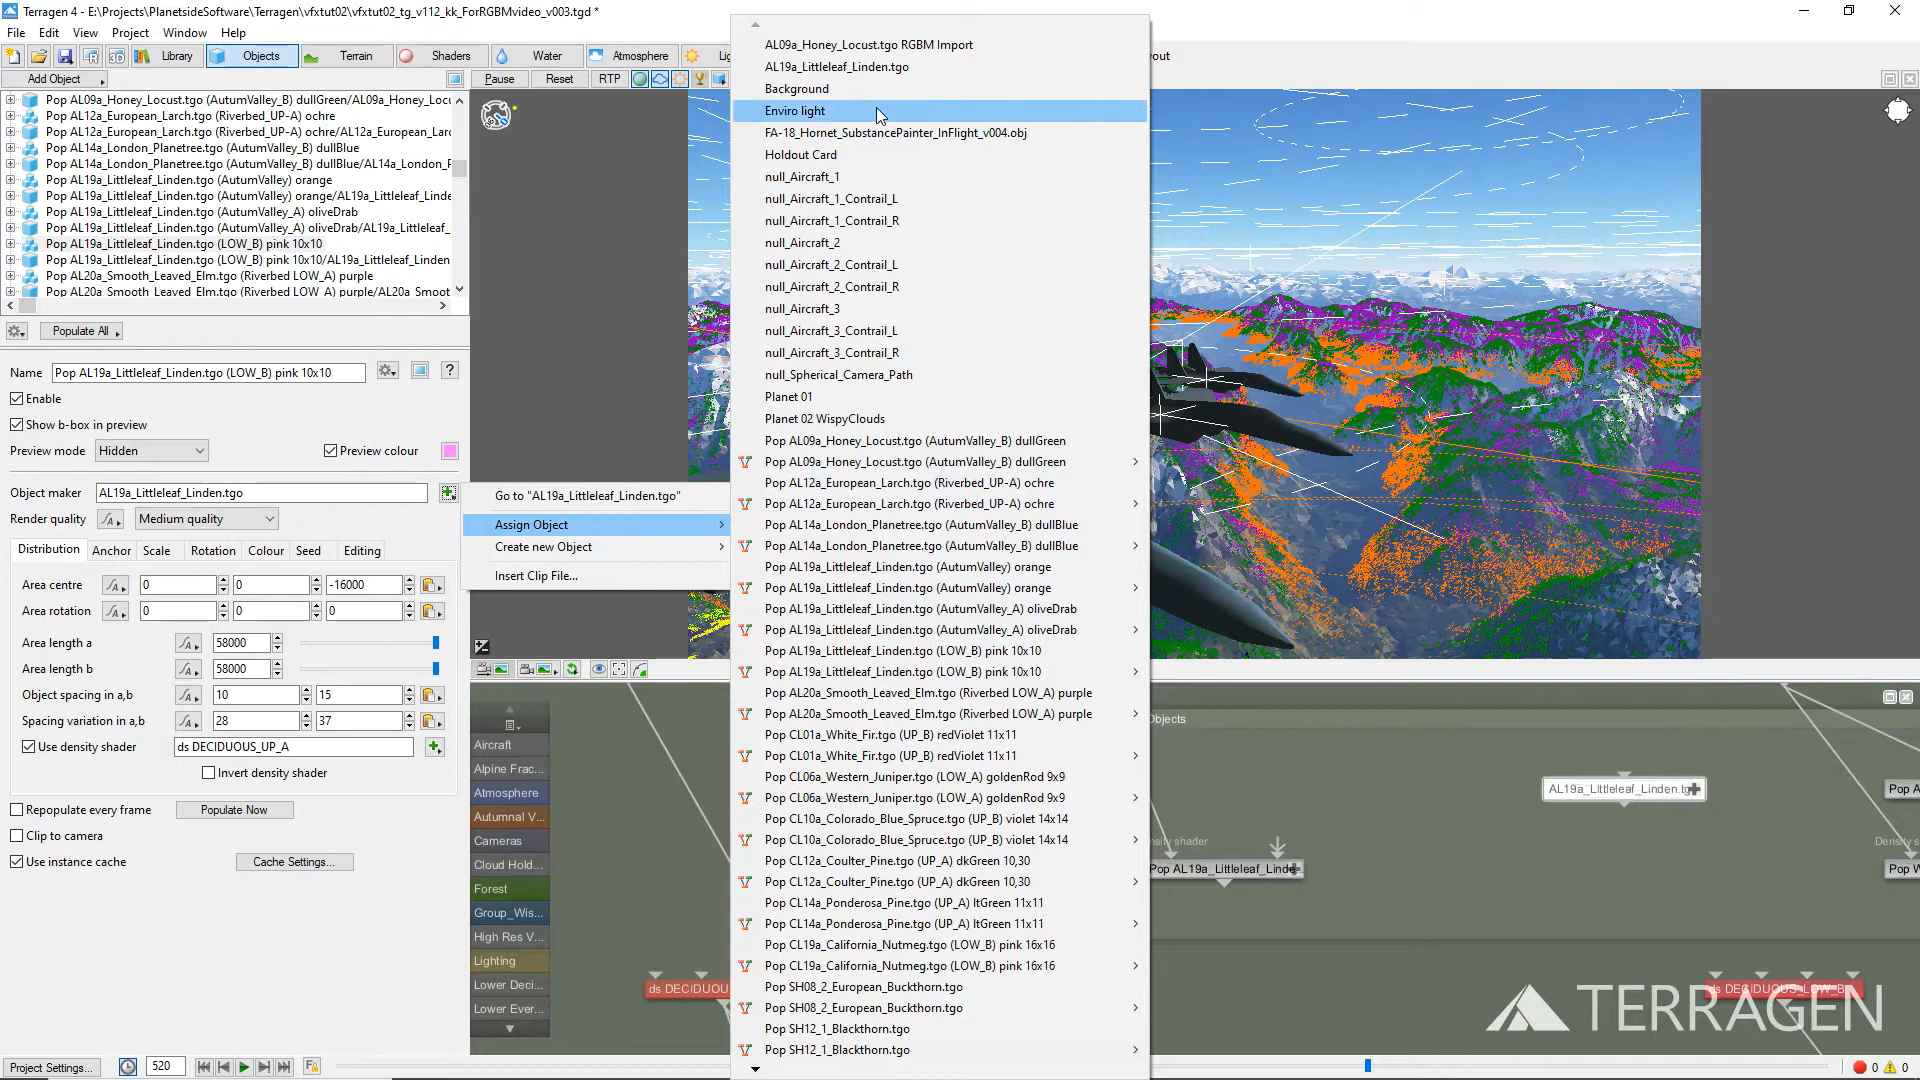 Terragen 4 - E:\Projects\PlanetsideSoftware\Terragen\vfxtut02\vfxtut02_tg_v112_kk_ForRGBMvideo_v003.tgd *
File Edit View Project Window Help
Library Objects Terrain Shaders Water Atmosphere
Add Object
Pause Reset RTP
Pop AL09a_Honey_Locust.tgo (AutumValley_B) dullGreen/AL09a_Honey_Locu
Pop AL12a_European_Larch.tgo (Riverbed_UP-A) ochre
Pop AL12a_European_Larch.tgo (Riverbed_UP-A) ochre/AL12a_European_Larc
Pop AL14a_London_Planetree.tgo (AutumValley_B) dullBlue
Pop AL14a_London_Planetree.tgo (AutumValley_B) dullBlue/AL14a_London_P
Pop AL19a_Littleleaf_Linden.tgo (AutumValley) orange
Pop AL19a_Littleleaf_Linden.tgo (AutumValley) orange/AL19a_Littleleaf_Linde
Pop AL19a_Littleleaf_Linden.tgo (AutumValley_A) oliveDrab
Pop AL19a_Littleleaf_Linden.tgo (AutumValley_A) oliveDrab/AL19a_Littleleaf_
Pop AL19a_Littleleaf_Linden.tgo (LOW_B) pink 10x10
Pop AL19a_Littleleaf_Linden.tgo (LOW_B) pink 10x10/AL19a_Littleleaf_Linden
Pop AL20a_Smooth_Leaved_Elm.tgo (Riverbed LOW_A) purple
Pop AL20a_Smooth_Leaved_Elm.tgo (Riverbed LOW_A) purple/AL20a_Smooth
Populate All
Name Pop AL19a_Littleleaf_Linden.tgo (LOW_B) pink 10x10 ?
Enable
Show b-box in preview
Preview mode Hidden Preview colour
Object maker AL19a_Littleleaf_Linden.tgo
Render quality Medium quality
Distribution Anchor Scale Rotation Colour Seed Editing
Area centre 0 0 -16000
Area rotation 0 0 0
Area length a 58000
Area length b 58000
Object spacing in a,b 10 15
Spacing variation in a,b 28 37
Use density shader ds DECIDUOUS_UP_A
Invert density shader
Repopulate every frame Populate Now
Clip to camera
Use instance cache Cache Settings...
Project Settings... 520
Go to "AL19a_Littleleaf_Linden.tgo"
Assign Object
Create new Object
Insert Clip File...
AL09a_Honey_Locust.tgo RGBM Import
AL19a_Littleleaf_Linden.tgo
Background
Enviro light
FA-18_Hornet_SubstancePainter_InFlight_v004.obj
Holdout Card
null_Aircraft_1
null_Aircraft_1_Contrail_L
null_Aircraft_1_Contrail_R
null_Aircraft_2
null_Aircraft_2_Contrail_L
null_Aircraft_2_Contrail_R
null_Aircraft_3
null_Aircraft_3_Contrail_L
null_Aircraft_3_Contrail_R
null_Spherical_Camera_Path
Planet 01
Planet 02 WispyClouds
Pop AL09a_Honey_Locust.tgo (AutumValley_B) dullGreen
Pop AL09a_Honey_Locust.tgo (AutumValley_B) dullGreen
Pop AL12a_European_Larch.tgo (Riverbed_UP-A) ochre
Pop AL12a_European_Larch.tgo (Riverbed_UP-A) ochre
Pop AL14a_London_Planetree.tgo (AutumValley_B) dullBlue
Pop AL14a_London_Planetree.tgo (AutumValley_B) dullBlue
Pop AL19a_Littleleaf_Linden.tgo (AutumValley) orange
Pop AL19a_Littleleaf_Linden.tgo (AutumValley) orange
Pop AL19a_Littleleaf_Linden.tgo (AutumValley_A) oliveDrab
Pop AL19a_Littleleaf_Linden.tgo (AutumValley_A) oliveDrab
Pop AL19a_Littleleaf_Linden.tgo (LOW_B) pink 10x10
Pop AL19a_Littleleaf_Linden.tgo (LOW_B) pink 10x10
Pop AL20a_Smooth_Leaved_Elm.tgo (Riverbed LOW_A) purple
Pop AL20a_Smooth_Leaved_Elm.tgo (Riverbed LOW_A) purple
Pop CL01a_White_Fir.tgo (UP_B) redViolet 11x11
Pop CL01a_White_Fir.tgo (UP_B) redViolet 11x11
Pop CL06a_Western_Juniper.tgo (LOW_A) goldenRod 9x9
Pop CL06a_Western_Juniper.tgo (LOW_A) goldenRod 9x9
Pop CL10a_Colorado_Blue_Spruce.tgo (UP_B) violet 14x14
Pop CL10a_Colorado_Blue_Spruce.tgo (UP_B) violet 14x14
Pop CL12a_Coulter_Pine.tgo (UP_A) dkGreen 10,30
Pop CL12a_Coulter_Pine.tgo (UP_A) dkGreen 10,30
Pop CL14a_Ponderosa_Pine.tgo (UP_A) ltGreen 11x11
Pop CL14a_Ponderosa_Pine.tgo (UP_A) ltGreen 11x11
Pop CL19a_California_Nutmeg.tgo (LOW_B) pink 16x16
Pop CL19a_California_Nutmeg.tgo (LOW_B) pink 16x16
Pop SH08_2_European_Buckthorn.tgo
Pop SH08_2_European_Buckthorn.tgo
Pop SH12_1_Blackthorn.tgo
Pop SH12_1_Blackthorn.tgo
Aircraft
Alpine Frac...
Atmosphere
Autumnal V...
Cameras
Cloud Hold...
Forest
Group_Wis...
High Res V...
Lighting
Lower Deci...
Lower Ever...
ds DECIDUOU
Objects
AL19a_Littleleaf_Linden.tg
Pop A
Pop AL19a_Littleleaf_Linde
Pop W
ds DECIDUOUS_LOW_B
TERRAGEN
0 0